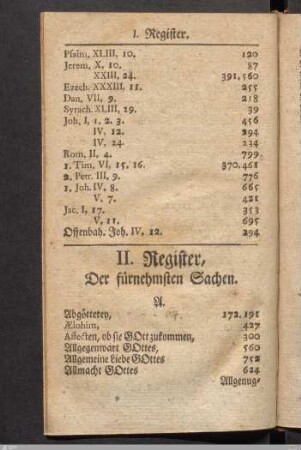 I. Register.
Psalm, XLIII, 10. 120
Jerem, X. 10. 87
XXIII, 24. 391, 560
Ezech. XXXIII, 11. 255
Dan, VII, 9. 218
Syrach. XLIII, 19. 39
Joh, I, 1. 2. 3. 456
IV, 12. 294
IV, 24. 234
Rom, II, 4. 799
1. Tim, VI, 15. 16. 370. 461
2. Petr. III, 9. 776
1. Joh. IV, 8. 665
V. 7. 421
Jac. I, 17. 353
V, 11. 695
Offenbah. Joh. IV, 12. 294
II. Register,
Der fürnehmsten Sachen.
A.
Abgötterey, 172. 191
Ælohim, 427
Affecten, ob sie GOtt zukommen, 300
Allgegenwart GOttes, 560
Allgemeine Liebe GOttes 752
Allmacht GOttes 624
Allgenug-